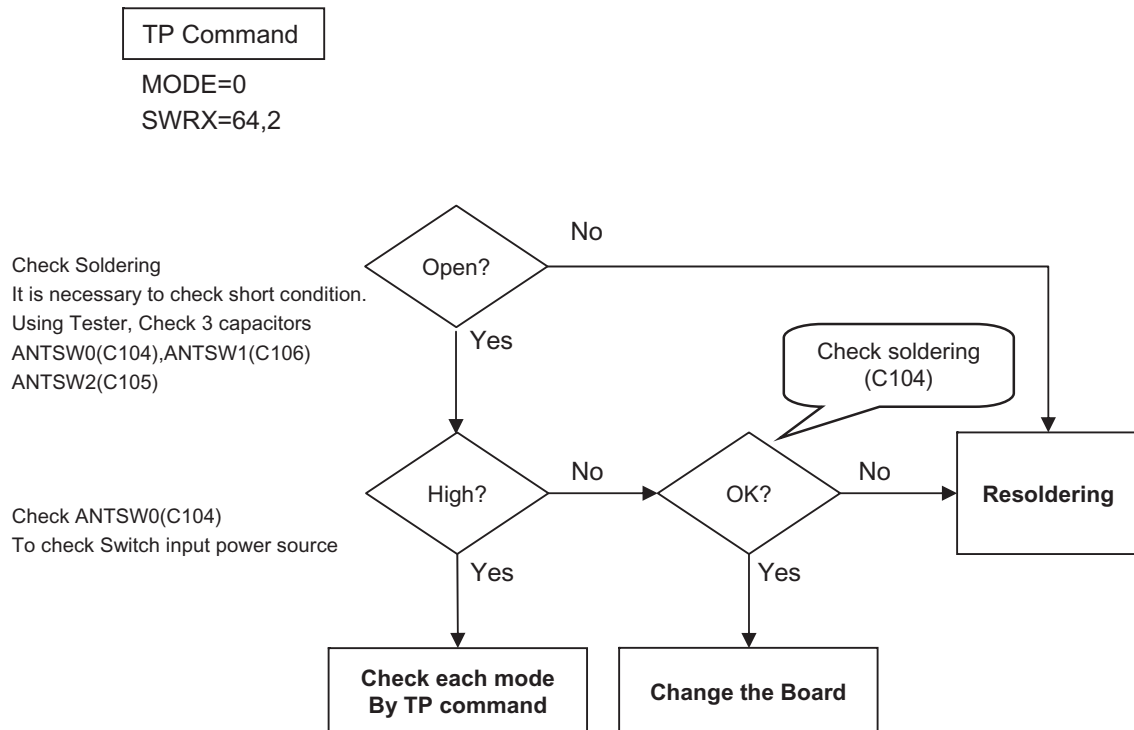 TP Command
MODE=0
SWRX=64,2
No
Check Soldering
Open?
It is necessary to check short condition.
Using Tester, Check 3 capacitors
ANTSW0(C104),ANTSW1(C106)
ANTSW2(C105)
Yes
Check soldering
(C104)
High?
No
OK?
No
Resoldering
Check ANTSW0(C104)
To check Switch input power source
Yes
Yes
Check each mode
By TP command
Change the Board